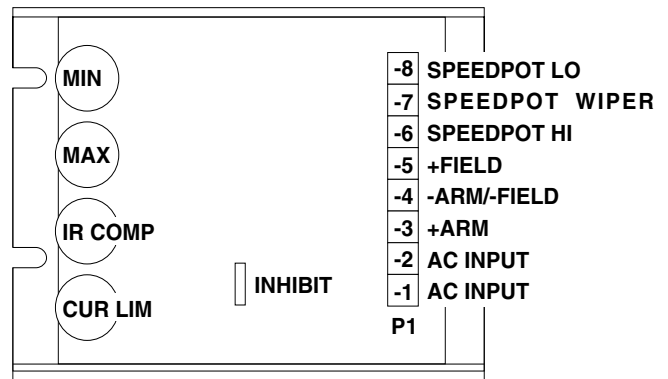 MIN
MAX
IR COMP
CUR LIM
INHIBIT
-8 SPEEDPOT LO
-7 SPEEDPOT WIPER
-6 SPEEDPOT HI
-5 +FIELD
-4 -ARM/-FIELD
-3 +ARM
-2 AC INPUT
-1 AC INPUT
P1